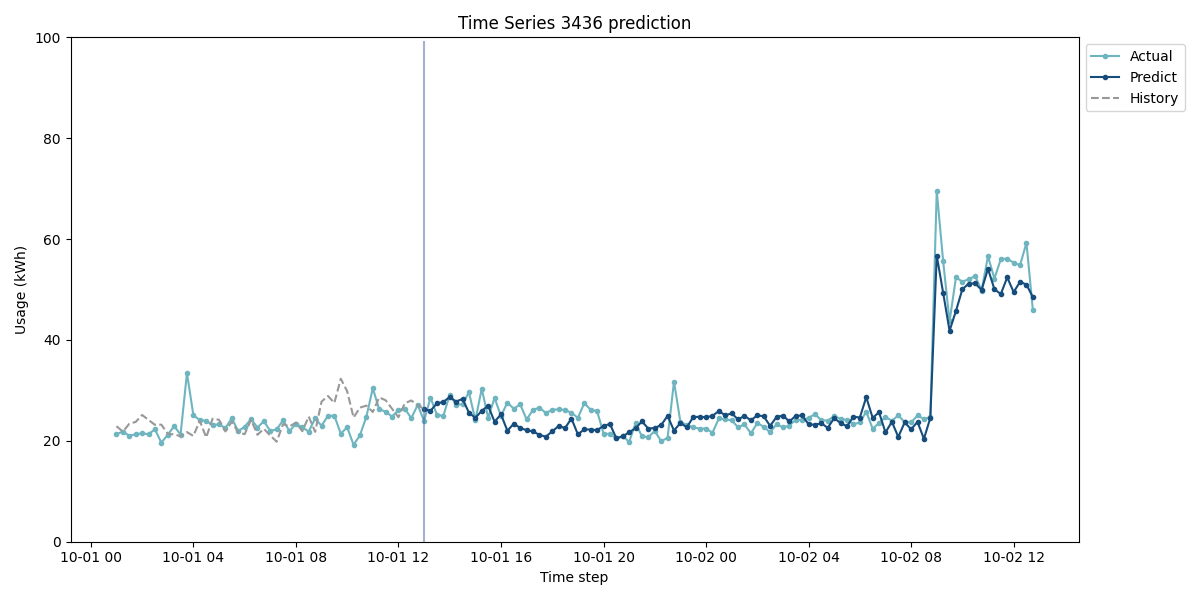 Time Series 3436 prediction
100
80
60
40
20
0
Usage (kWh)
10-01 00 10-01 04 10-01 08 10-01 12 10-01 16 10-01 20 10-02 00 10-02 04 10-02 08 10-02 12
Time step
Actual
Predict
History